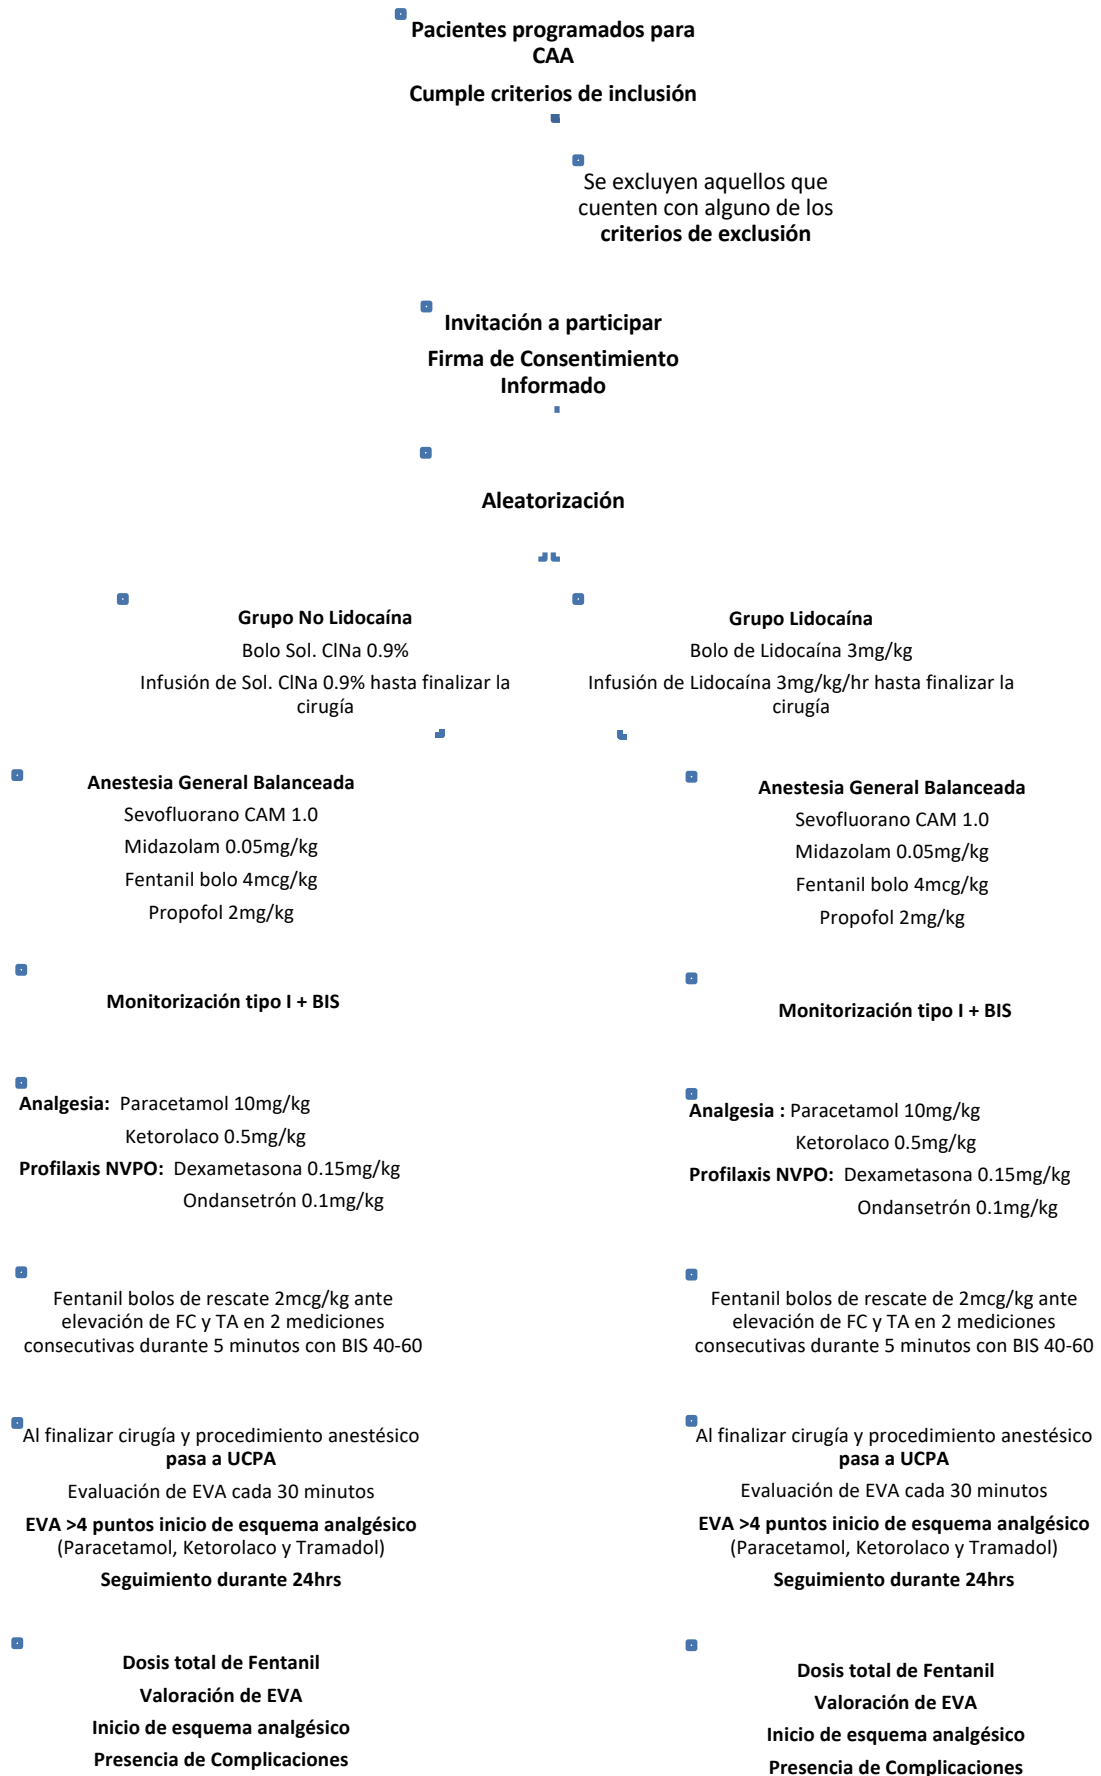 Pacientes programados para
CAA
Cumple criterios de inclusión
Se excluyen aquellos que
cuenten con alguno de los
criterios de exclusión
Invitación a participar
Firma de Consentimiento
Informado
Aleatorización
Grupo No Lidocaína
Bolo Sol. ClNa 0.9%
Infusión de Sol. ClNa 0.9% hasta finalizar la
cirugía
Grupo Lidocaína
Bolo de Lidocaína 3mg/kg
Infusión de Lidocaína 3mg/kg/hr hasta finalizar la
cirugía
Anestesia General Balanceada
Sevofluorano CAM 1.0
Midazolam 0.05mg/kg
Fentanil bolo 4mcg/kg
Propofol 2mg/kg
Anestesia General Balanceada
Sevofluorano CAM 1.0
Midazolam 0.05mg/kg
Fentanil bolo 4mcg/kg
Propofol 2mg/kg
Monitorización tipo I + BIS
Monitorización tipo I + BIS
Analgesia: Paracetamol 10mg/kg
Ketorolaco 0.5mg/kg
Profilaxis NVPO: Dexametasona 0.15mg/kg
Ondansetrón 0.1mg/kg
Analgesia : Paracetamol 10mg/kg
Ketorolaco 0.5mg/kg
Profilaxis NVPO: Dexametasona 0.15mg/kg
Ondansetrón 0.1mg/kg
Fentanil bolos de rescate 2mcg/kg ante
elevación de FC y TA en 2 mediciones
consecutivas durante 5 minutos con BIS 40-60
Fentanil bolos de rescate de 2mcg/kg ante
elevación de FC y TA en 2 mediciones
consecutivas durante 5 minutos con BIS 40-60
Al finalizar cirugía y procedimiento anestésico
pasa a UCPA
Evaluación de EVA cada 30 minutos
EVA >4 puntos inicio de esquema analgésico
(Paracetamol, Ketorolaco y Tramadol)
Seguimiento durante 24hrs
Al finalizar cirugía y procedimiento anestésico
pasa a UCPA
Evaluación de EVA cada 30 minutos
EVA >4 puntos inicio de esquema analgésico
(Paracetamol, Ketorolaco y Tramadol)
Seguimiento durante 24hrs
Dosis total de Fentanil
Valoración de EVA
Inicio de esquema analgésico
Presencia de Complicaciones
Dosis total de Fentanil
Valoración de EVA
Inicio de esquema analgésico
Presencia de Complicaciones